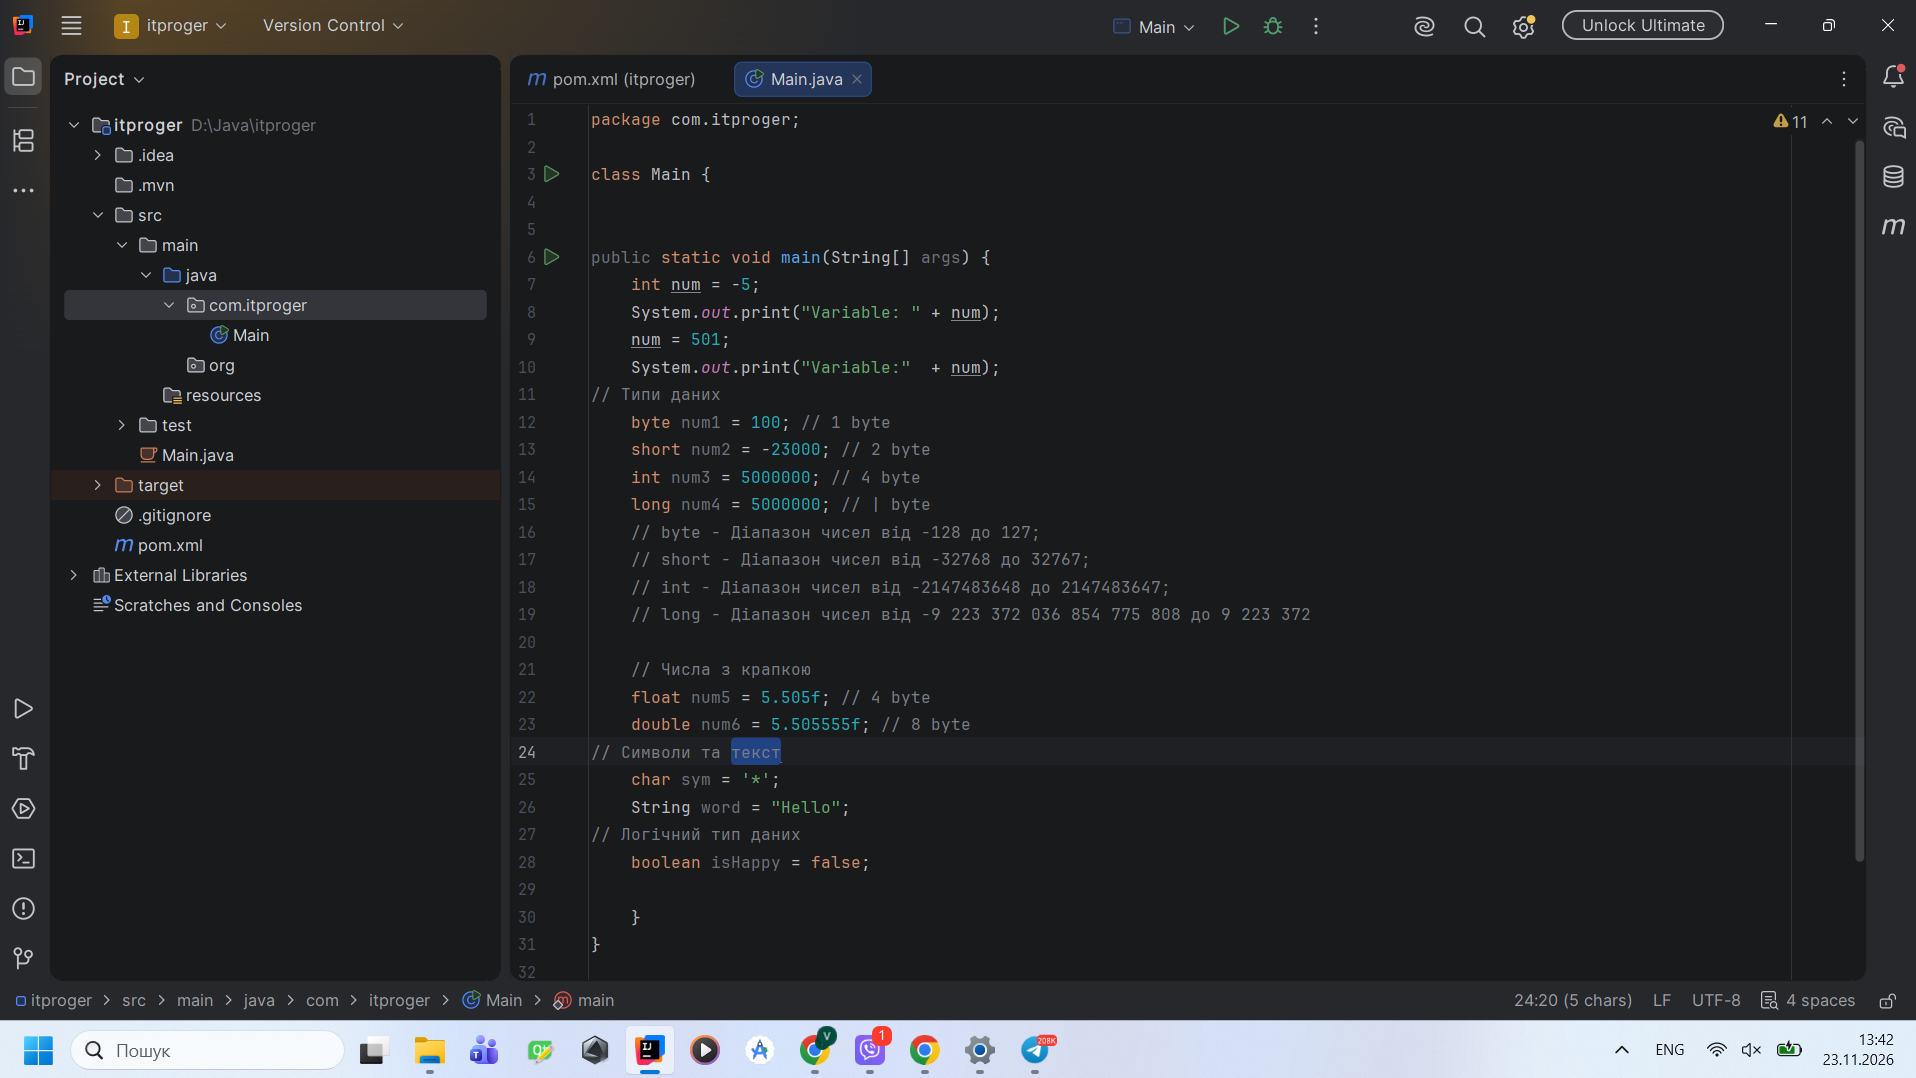 itproger
Version Control
Main
Unlock Ultimate
Project
itproger D:\Java\itproger
.idea
.mvn
src
main
java
com.itproger
Main
org
resources
test
Main.java
target
.gitignore
pom.xml
External Libraries
Scratches and Consoles
pom.xml (itproger)
Main.java
11
1 package com.itproger;
2
3 class Main {
4
5
6 public static void main(String[] args) {
7 int num = -5;
8 System.out.print("Variable: " + num);
9 num = 501;
10 System.out.print("Variable:"  + num);
11 // Типи даних
12 byte num1 = 100; // 1 byte
13 short num2 = -23000; // 2 byte
14 int num3 = 5000000; // 4 byte
15 long num4 = 5000000; // | byte
16 // byte - Діапазон чисел від -128 до 127;
17 // short - Діапазон чисел від -32768 до 32767;
18 // int - Діапазон чисел від -2147483648 до 2147483647;
19 // long - Діапазон чисел від -9 223 372 036 854 775 808 до 9 223 372
20
21 // Числа з крапкою
22 float num5 = 5.505f; // 4 byte
23 double num6 = 5.505555f; // 8 byte
24 // Символи та текст
25 char sym = '*';
26 String word = "Hello";
27 // Логічний тип даних
28 boolean isHappy = false;
29
30 }
31 }
32
itproger > src > main > java > com > itproger > Main > main
24:20 (5 chars) LF UTF-8 4 spaces
Пошук
1
208K
ENG
13:42
23.11.2026